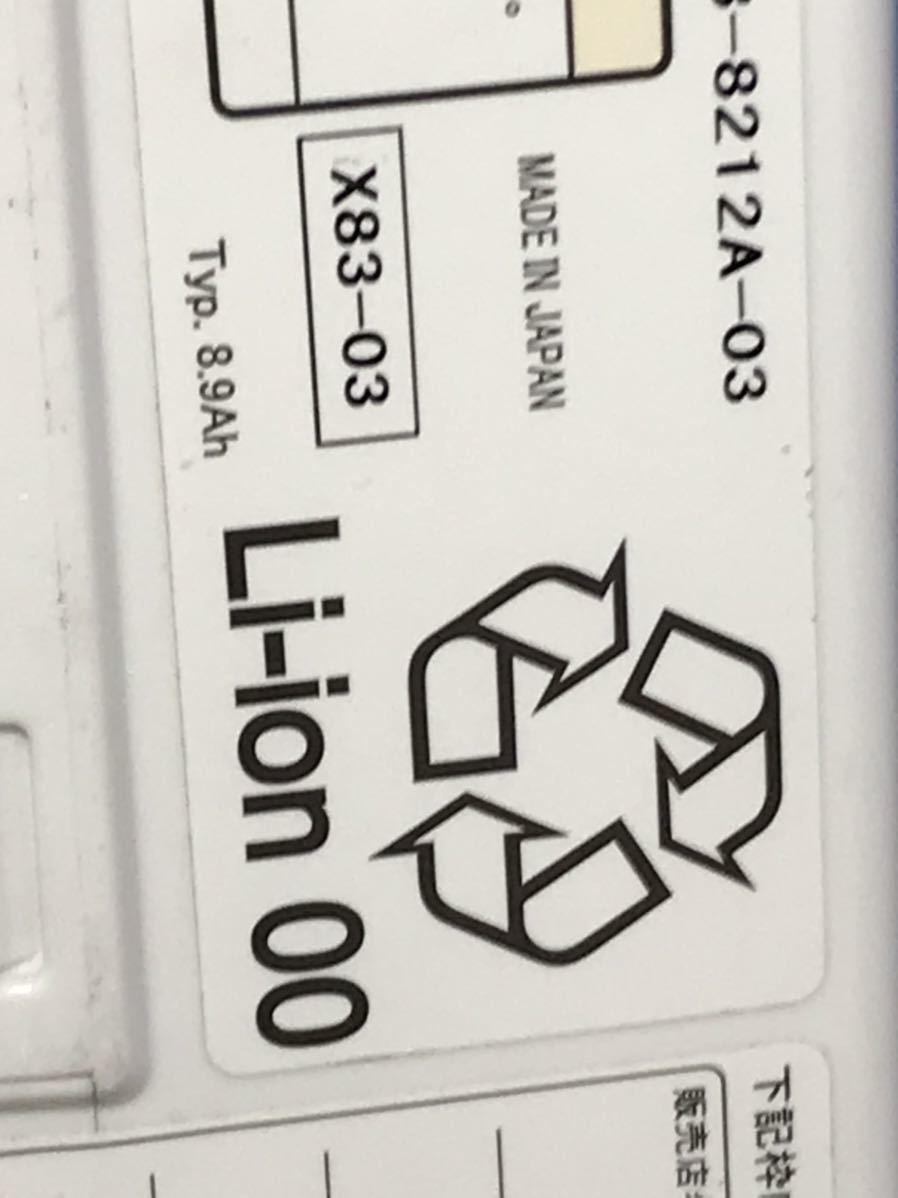 -8212A-03
MADE IN JAPAN
X83-03
Typ. 8.9Ah
Li-ion 00
下記枠
販売店